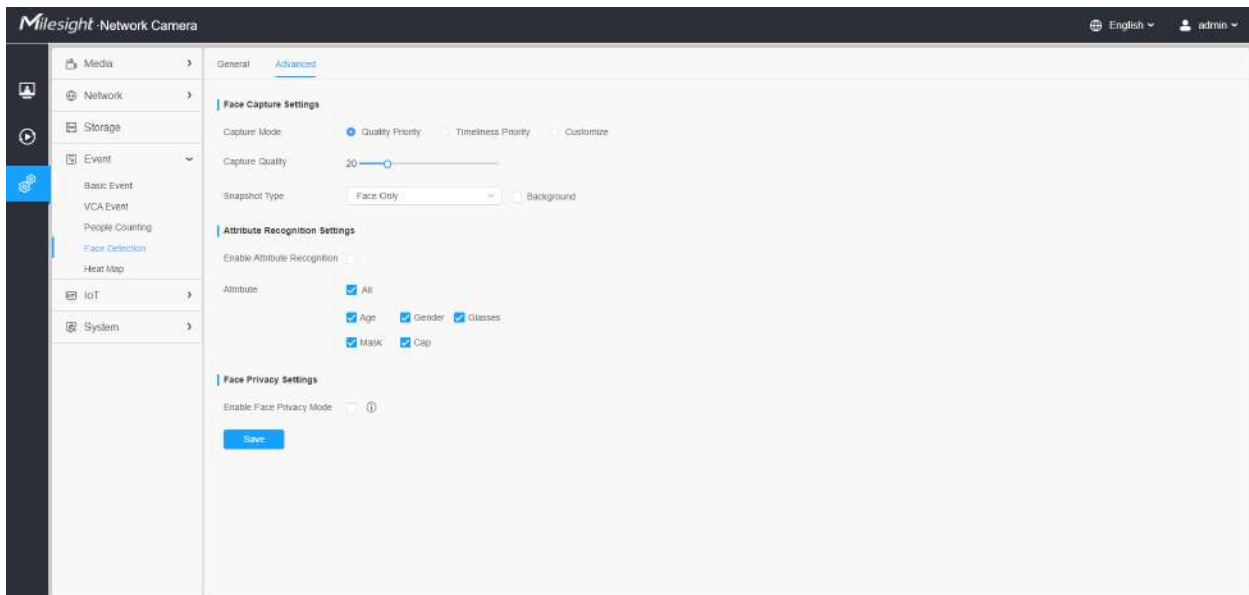 Milesight Network Camera
English
admin
Media
Network
Storage
Event
Basic Event
VCA Event
People Counting
Face Detection
Heat Map
IoT
System
General Advanced
Face Capture Settings
Capture Mode Quality Priority Timeliness Priority Customize
Capture Quality 20
Snapshot Type Face Only Background
Attribute Recognition Settings
Enable Attribute Recognition
Attribute All
Age Gender Glasses
Mask Cap
Face Privacy Settings
Enable Face Privacy Mode
Save